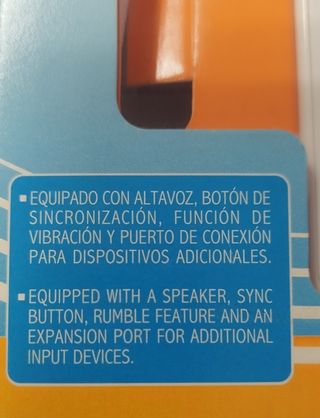 ▪ EQUIPADO CON ALTAVOZ, BOTÓN DE
SINCRONIZACIÓN, FUNCIÓN DE
VIBRACIÓN Y PUERTO DE CONEXIÓN
PARA DISPOSITIVOS ADICIONALES.
▪ EQUIPPED WITH A SPEAKER, SYNC
BUTTON, RUMBLE FEATURE AND AN
EXPANSION PORT FOR ADDITIONAL
INPUT DEVICES.